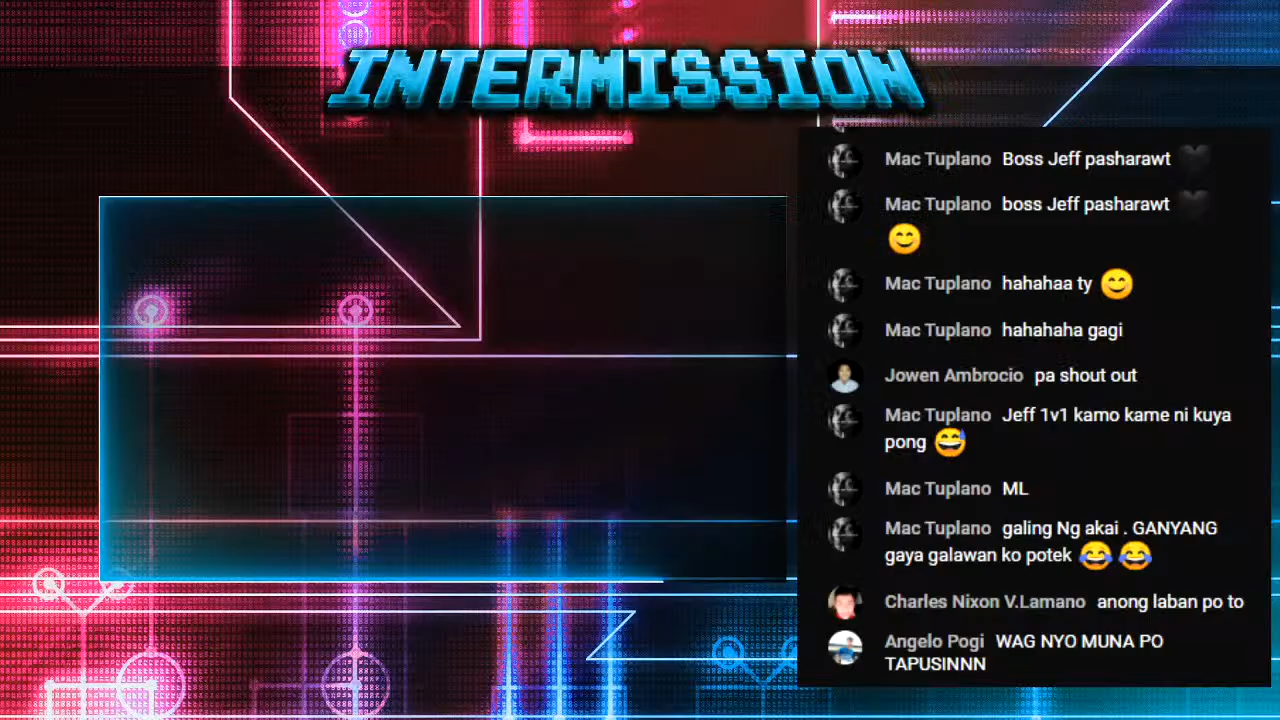 INTERMISSION
Mac Tuplano Boss Jeff pasharawt 🖤
Mac Tuplano boss Jeff pasharawt 🖤
😊
Mac Tuplano hahahaa ty 😊
Mac Tuplano hahahaha gagi
Jowen Ambrocio pa shout out
Mac Tuplano Jeff 1v1 kamo kame ni kuya
pong 😅
Mac Tuplano ML
Mac Tuplano galing Ng akai . GANYANG
gaya galawan ko potek 😂 😂
Charles Nixon V.Lamano anong laban po to
Angelo Pogi WAG NYO MUNA PO
TAPUSINNN